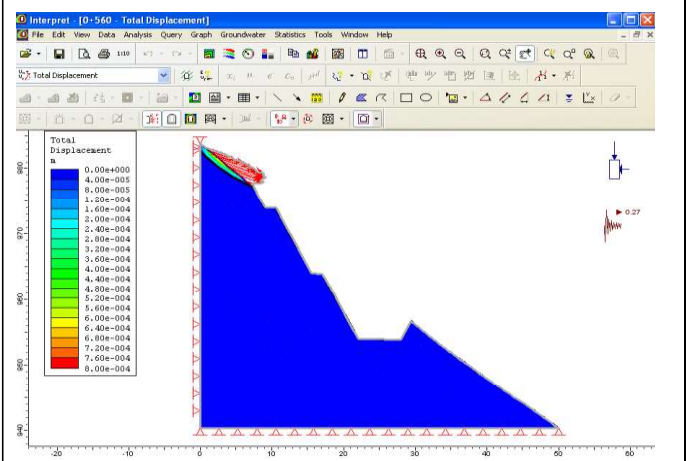 Interpret - [0+560 - Total Displacement]
File Edit View Data Analysis Query Graph Groundwater Statistics Tools Window Help
1:10
Total Displacement
Total
Displacement
m
0.00e+000
4.00e-005
8.00e-005
1.20e-004
1.60e-004
2.00e-004
2.40e-004
2.80e-004
3.20e-004
3.60e-004
4.00e-004
4.40e-004
4.80e-004
5.20e-004
5.60e-004
6.00e-004
6.40e-004
6.80e-004
7.20e-004
7.60e-004
8.00e-004
0.27
980
970
960
950
940
-20 -10 0 10 20 30 40 50 60